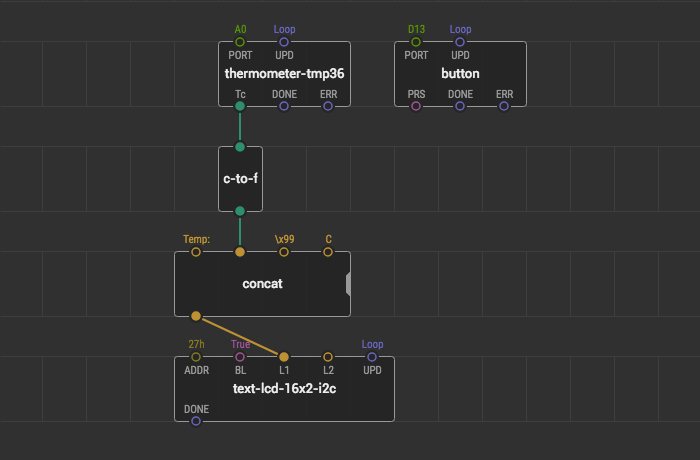 A0 Loop D13 Loop
PORT UPD PORT UPD
thermometer-tmp36 button
Tc DONE ERR PRS DONE ERR
c-to-f
Temp: \x99 C
concat
27h True Loop
ADDR BL L1 L2 UPD
text-lcd-16x2-i2c
DONE